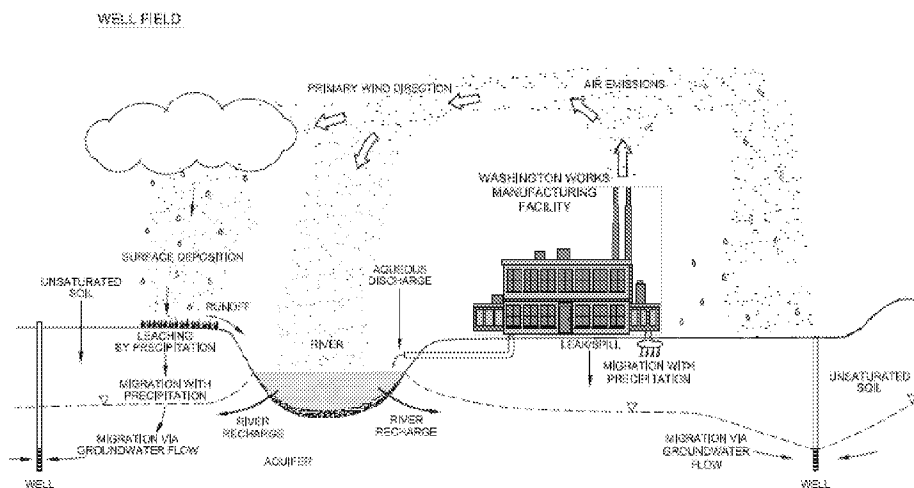 WELL FIELD
PRIMARY WIND DIRECTION
AIR EMISSIONS
WASHINGTON WORKS
MANUFACTURING
FACILITY
SURFACE DEPOSITION
AQUEOUS
DISCHARGE
UNSATURATED
SOIL
RUNOFF
LEACHING
BY PRECIPITATION
RIVER
LEAK/SPILL
MIGRATION WITH
PRECIPITATION
MIGRATION WITH
PRECIPITATION
UNSATURATED
SOIL
RIVER
RECHARGE
RIVER
RECHARGE
MIGRATION VIA
GROUNDWATER FLOW
MIGRATION VIA
GROUNDWATER
FLOW
AQUIFER
WELL
WELL